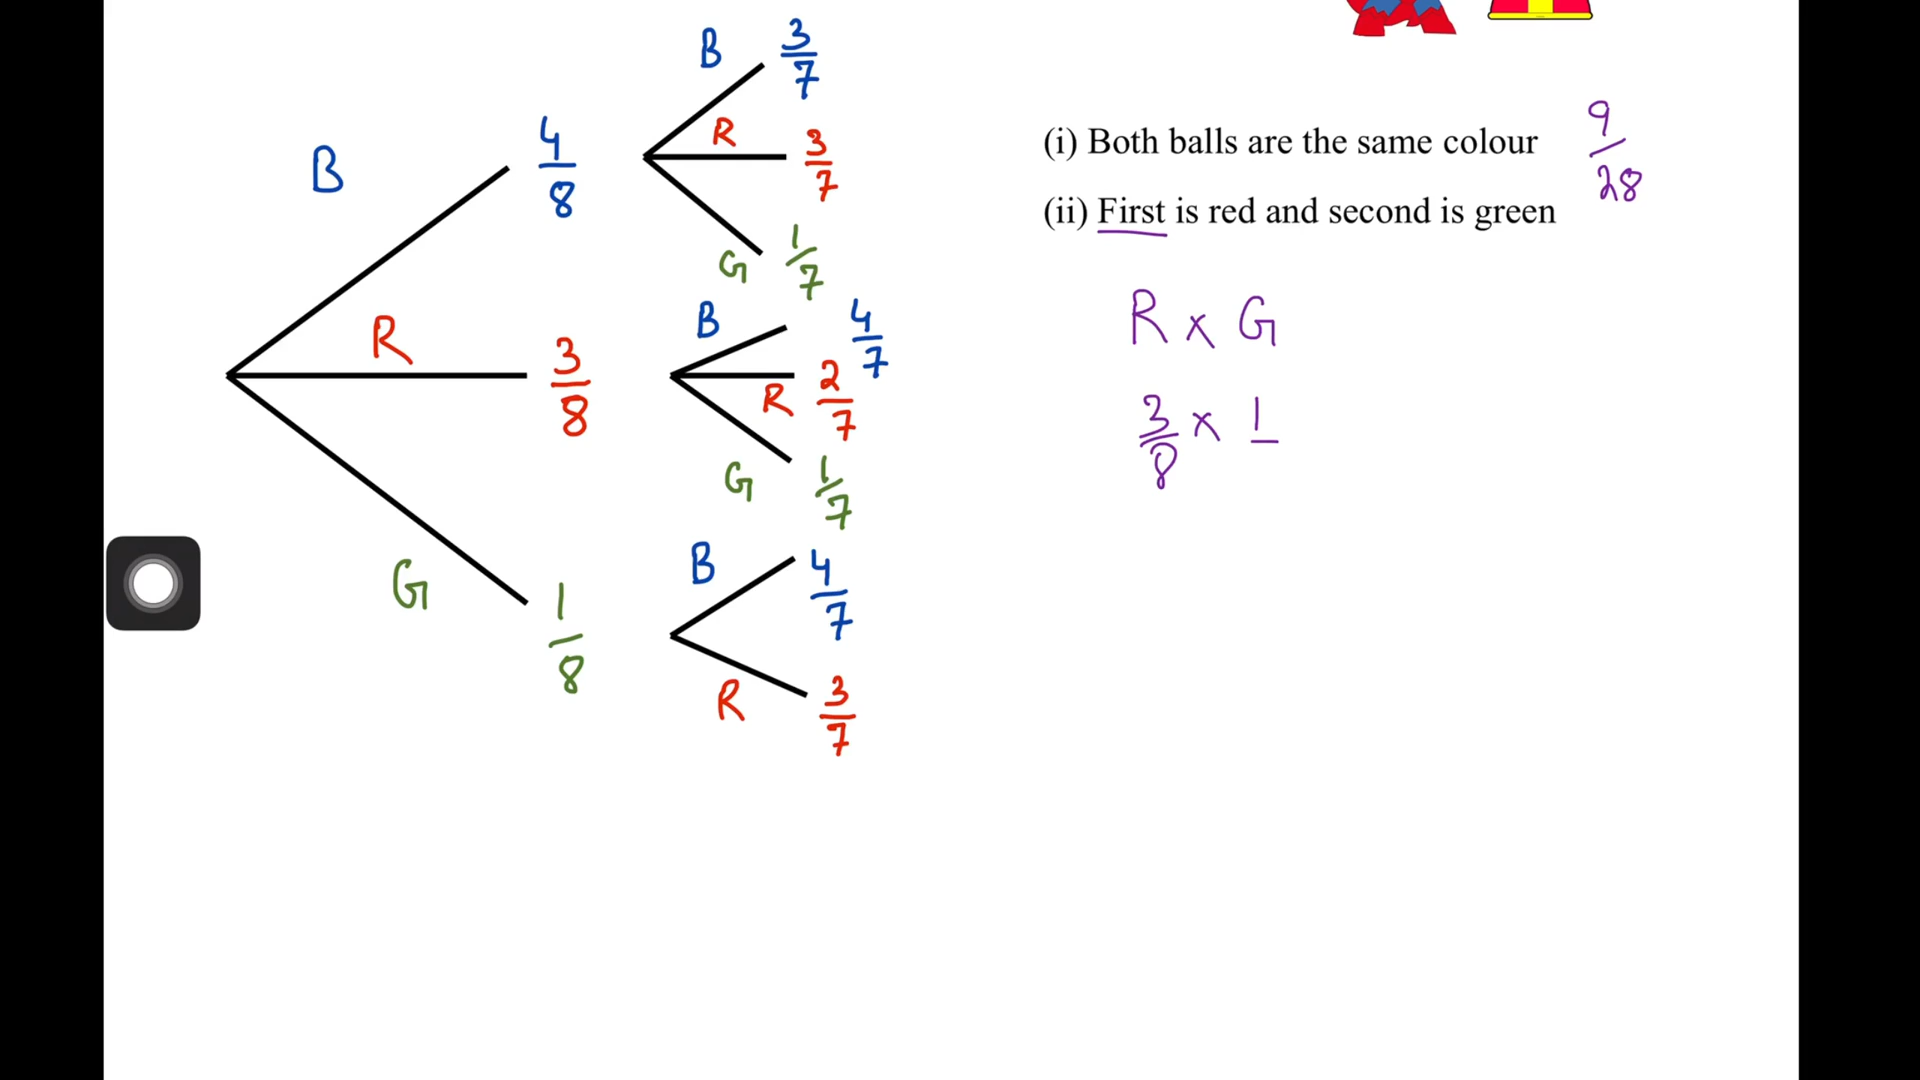 B 3/7
B 4/8
R 3/7
G 1/7
B 4/7
R 3/8
R 2/7
G 1/7
G 1/8
B 4/7
R 3/7
(i) Both balls are the same colour 9/28
(ii) First is red and second is green
R x G
3/8 x 1